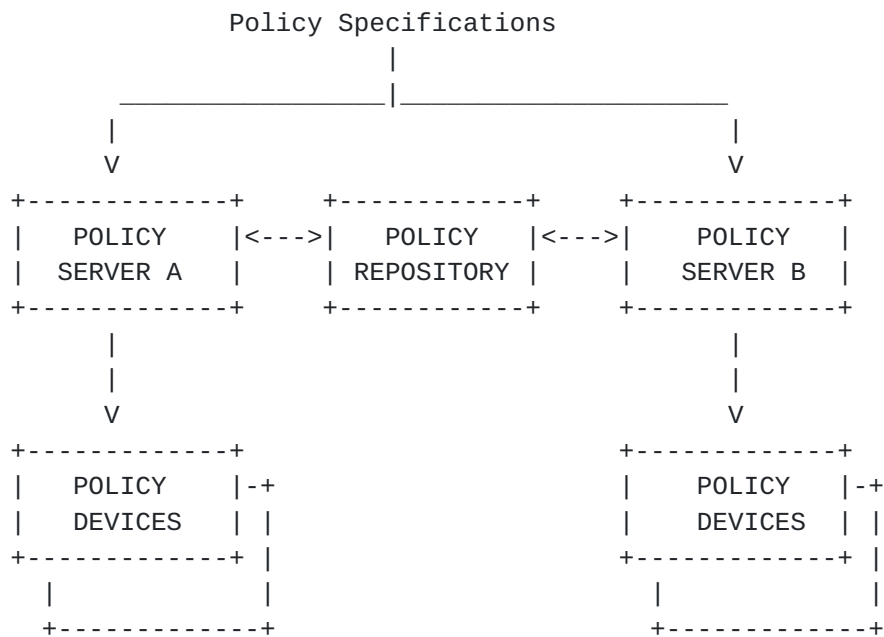 Policy Specifications
POLICY POLICY POLICY
SERVER A REPOSITORY SERVER B
POLICY POLICY
DEVICES DEVICES